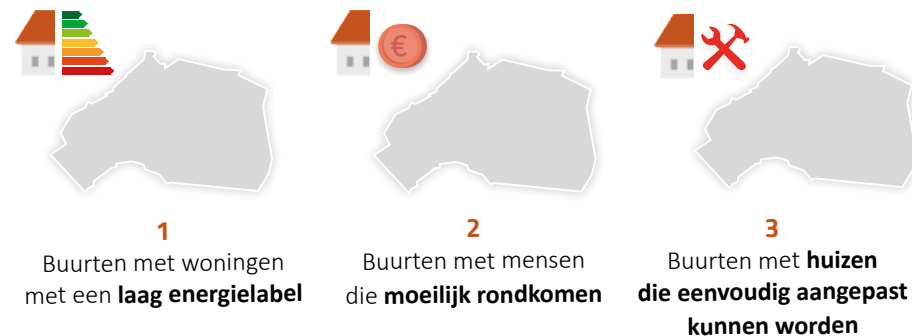 €
1
Buurten met woningen
met een laag energielabel
2
Buurten met mensen
die moeilijk rondkomen
3
Buurten met huizen
die eenvoudig aangepast
kunnen worden